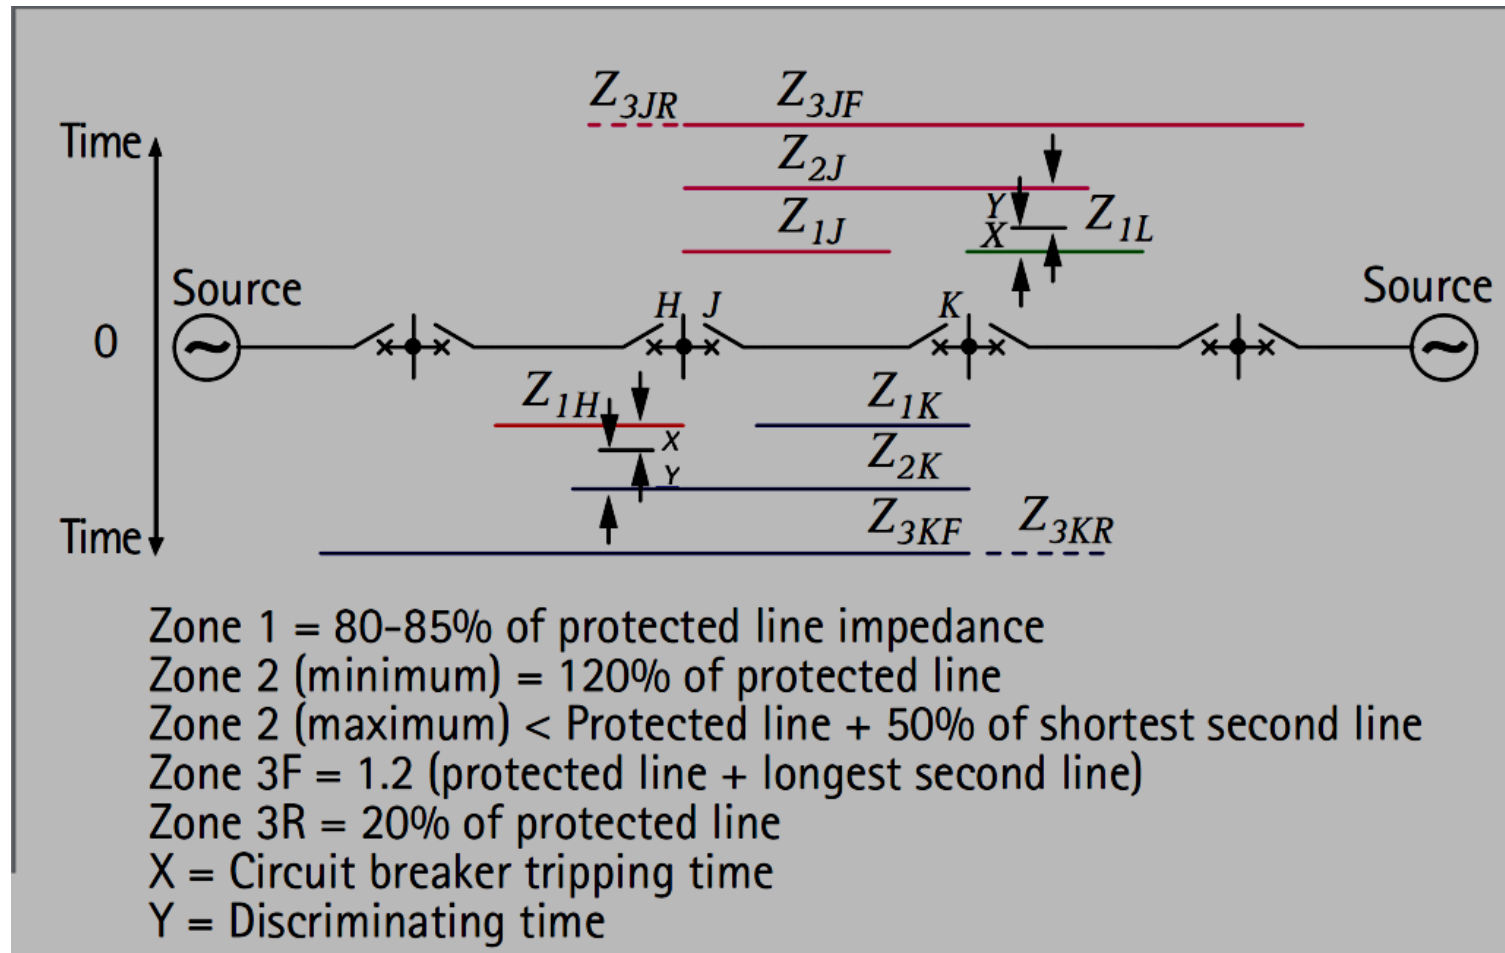 Z3JR Z3JF
Time
Z2J
Y
Z1J X Z1L
Source H J K Source
0
Z1H Z1K
X
Z2K
Y
Z3KF Z3KR
Time
Zone 1 = 80-85% of protected line impedance
Zone 2 (minimum) = 120% of protected line
Zone 2 (maximum) < Protected line + 50% of shortest second line
Zone 3F = 1.2 (protected line + longest second line)
Zone 3R = 20% of protected line
X = Circuit breaker tripping time
Y = Discriminating time